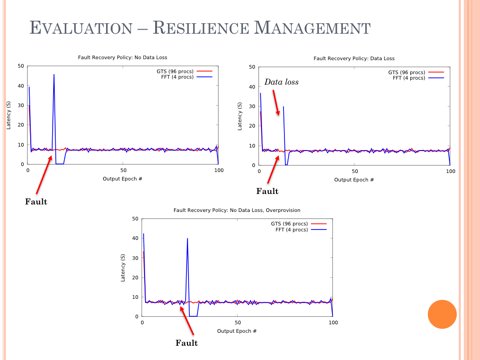 EVALUATION – RESILIENCE MANAGEMENT
Fault Recovery Policy: No Data Loss
GTS (96 procs)
FFT (4 procs)
Latency (S)
50
40
30
20
10
0
0 50 100
Output Epoch #
Fault
Fault Recovery Policy: Data Loss
GTS (96 procs)
FFT (4 procs)
Data loss
Latency (S)
50
40
30
20
10
0
0 50 100
Output Epoch #
Fault
Fault Recovery Policy: No Data Loss, Overprovision
GTS (96 procs)
FFT (4 procs)
Latency (S)
50
40
30
20
10
0
0 50 100
Output Epoch #
Fault